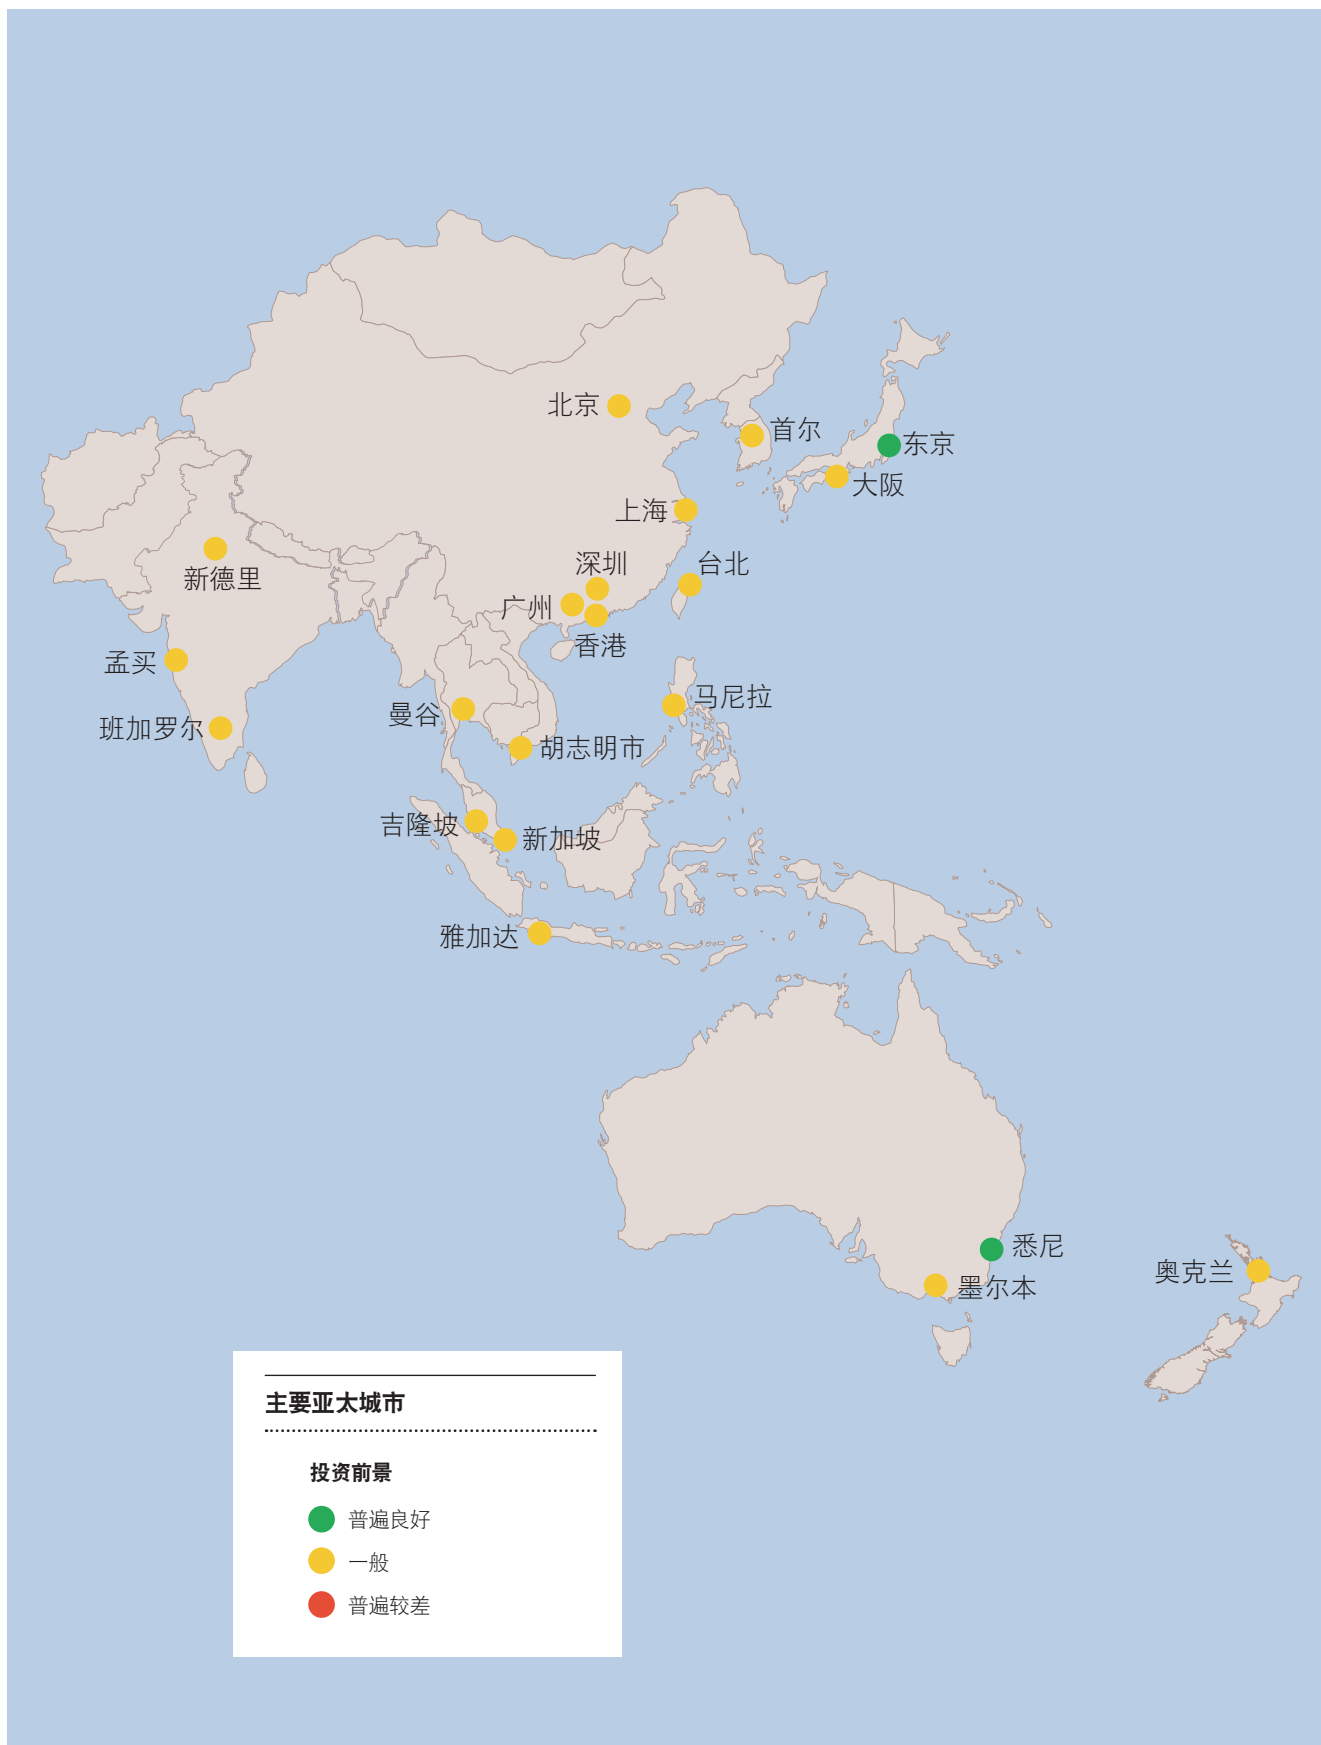 北京
首尔
东京
大阪
上海
深圳
台北
新德里
广州
香港
孟买
马尼拉
曼谷
班加罗尔
胡志明市
吉隆坡
新加坡
雅加达
悉尼
奥克兰
墨尔本
主要亚太城市
投资前景
普遍良好
一般
普遍较差